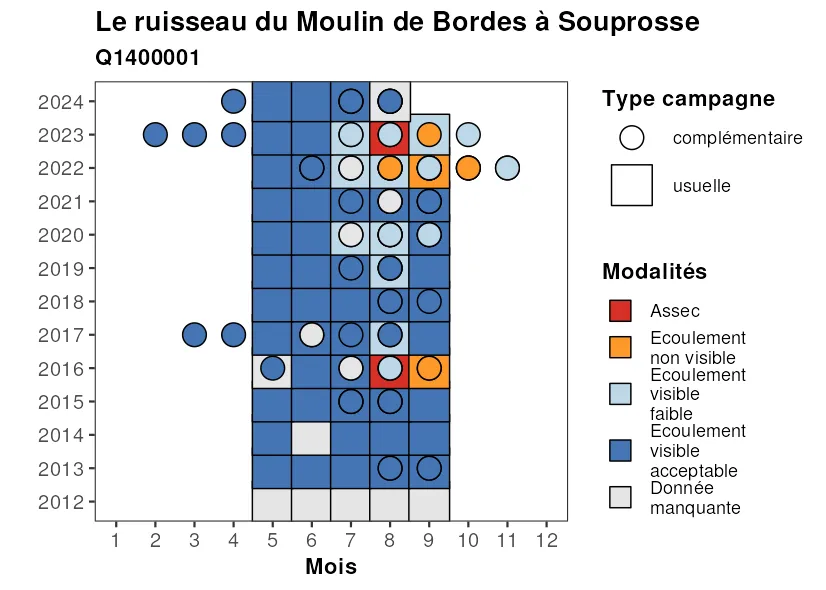 Le ruisseau du Moulin de Bordes à Souprosse
Q1400001
2024
2023
2022
2021
2020
2019
2018
2017
2016
2015
2014
2013
2012
1 2 3 4 5 6 7 8 9 10 11 12
Mois
Type campagne
complémentaire
usuelle
Modalités
Assec
Ecoulement
non visible
Ecoulement
visible
faible
Ecoulement
visible
acceptable
Donnée
manquante